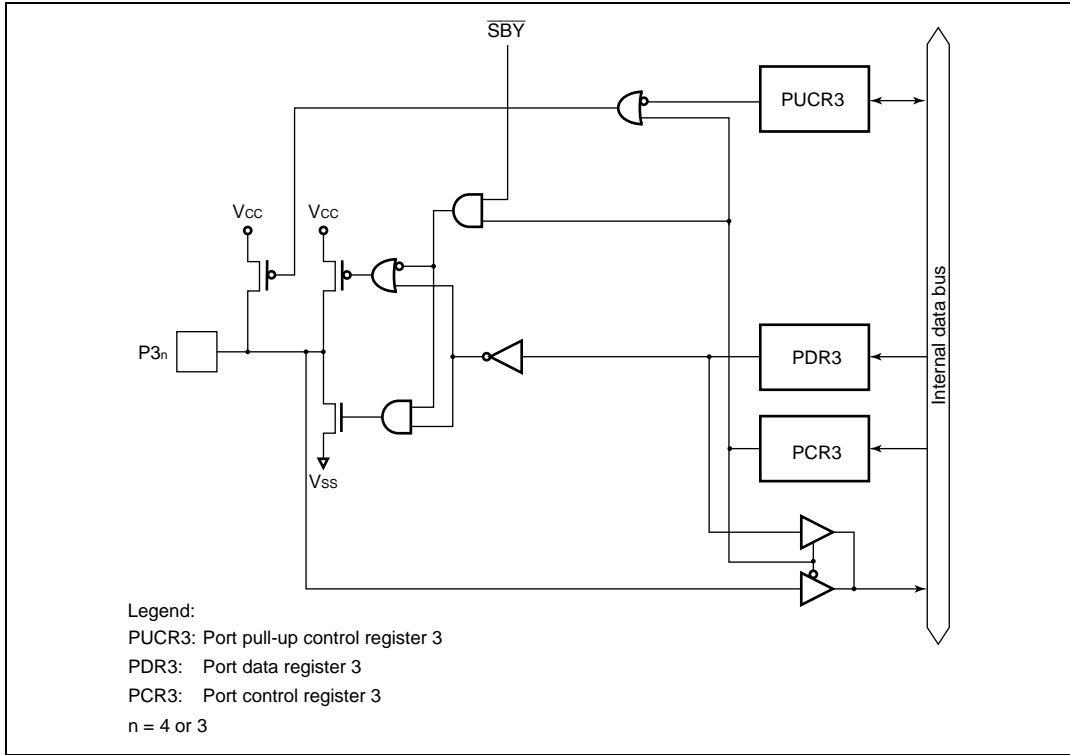 SBY
PUCR3
VCC
VCC
Internal data bus
P3n
PDR3
PCR3
VSS
Legend:
PUCR3: Port pull-up control register 3
PDR3: Port data register 3
PCR3: Port control register 3
n = 4 or 3